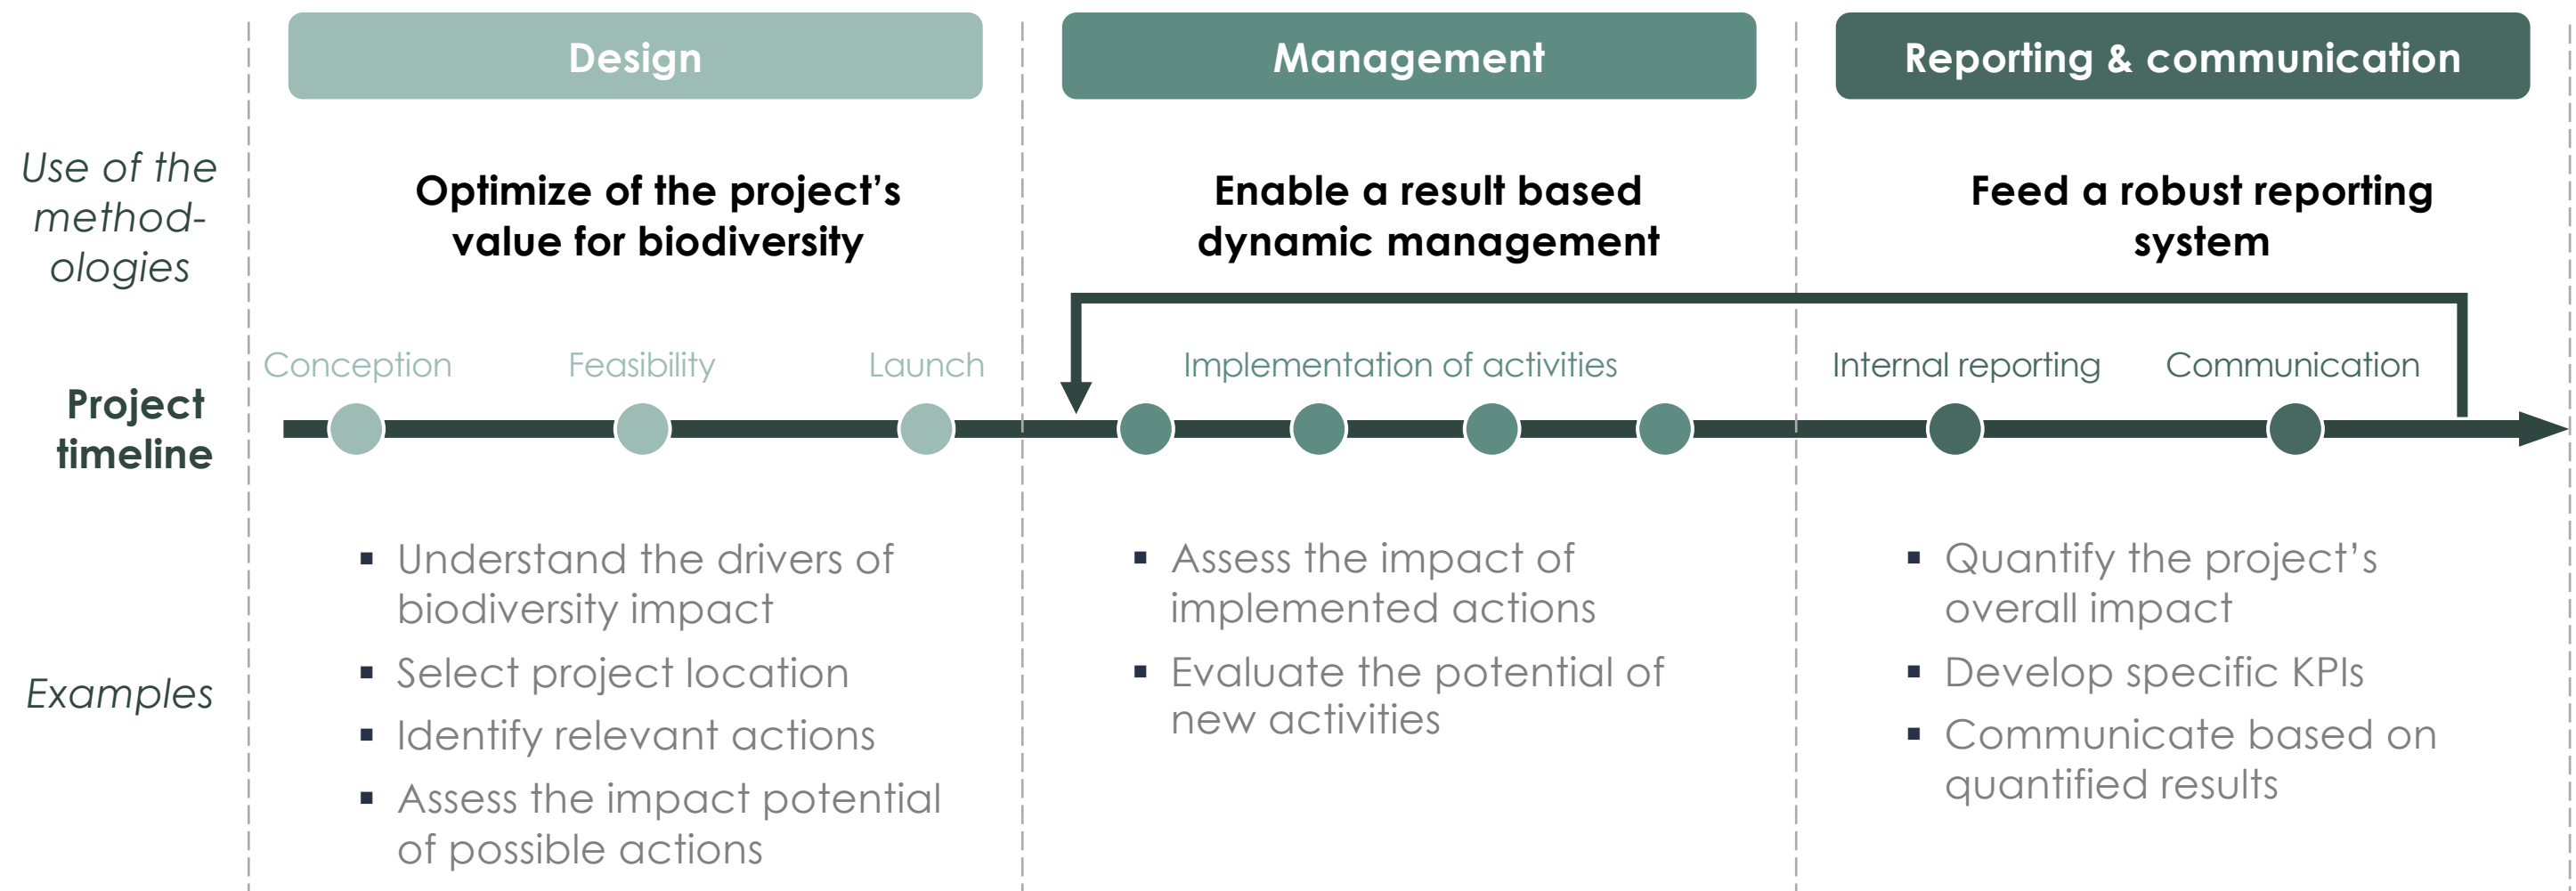 Design
Management
Reporting & communication
Use of the
method-
ologies
Optimize of the project’s
value for biodiversity
Enable a result based
dynamic management
Feed a robust reporting
system
Project
timeline
Conception
Feasibility
Launch
Implementation of activities
Internal reporting
Communication
Examples
▪ Understand the drivers of
biodiversity impact
▪ Select project location
▪ Identify relevant actions
▪ Assess the impact potential
of possible actions
▪ Assess the impact of
implemented actions
▪ Evaluate the potential of
new activities
▪ Quantify the project’s
overall impact
▪ Develop specific KPIs
▪ Communicate based on
quantified results